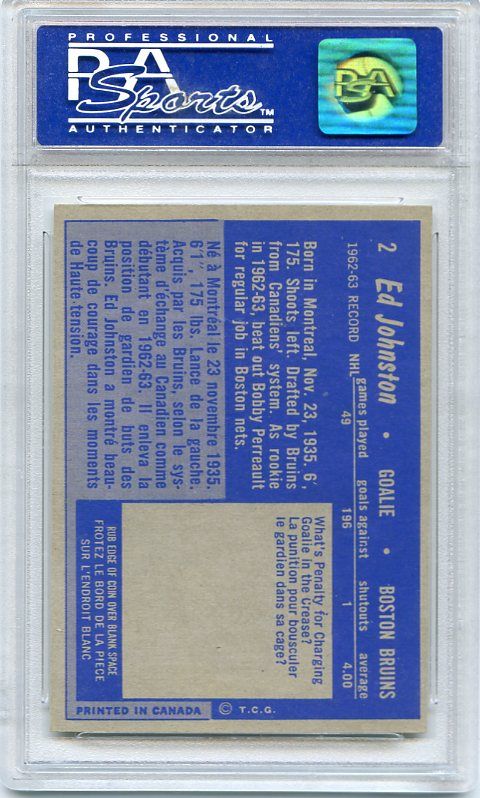 PROFESSIONAL
PSA
Sports™
AUTHENTICATOR
PSA
2 Ed Johnston • GOALIE • BOSTON BRUINS
games played goals against shutouts average
1962-63 RECORD NHL 49 196 1 4.00
Born in Montreal, Nov. 23, 1935. 6',
175. Shoots left. Drafted by Bruins
from Canadiens' system. As rookie
in 1962-63, beat out Bobby Perreault
for regular job in Boston nets.
Né à Montréal le 23 novembre 1935.
6'1", 175 lbs. Lance de la gauche.
Acquis par les Bruins, selon le sys-
tème d'échange au Canadien comme
débutant en 1962-63. Il enleva la
position de gardien de buts des
Bruins. Ed Johnston a montré beau-
coup de courage dans les moments
de Haute-tension.
What's Penalty for Charging
Goalie In the Crease?
La punition pour bousculer
le gardien dans sa cage?
RUB EDGE OF COIN OVER BLANK SPACE
FROTEZ LE BORD DE LA PIECE
SUR L'ENDROIT BLANC
© T.C.G.
PRINTED IN CANADA